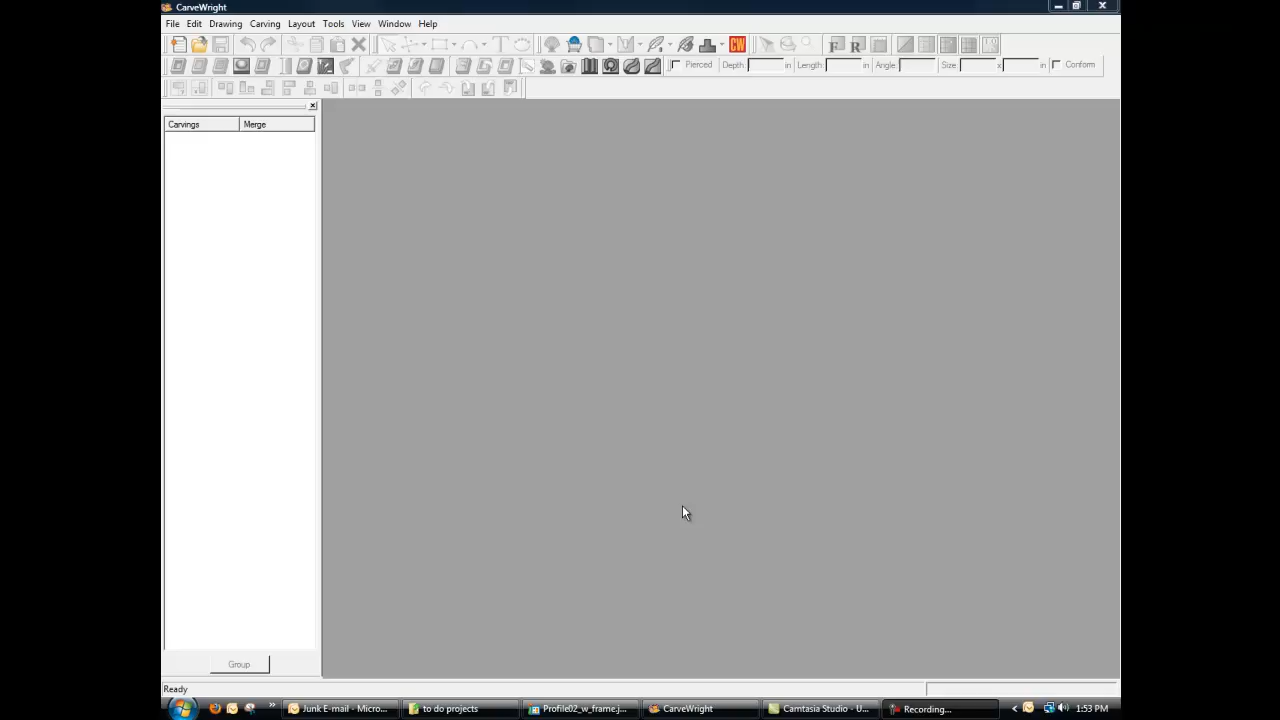 CarveWright
File Edit Drawing Carving Layout Tools View Window Help
CW
F R
Pierced Depth: in Length: in Angle Size x in Conform
Carvings Merge
Group
Ready
Junk E-mail - Micro... to do projects Profile02_w_frame.j... CarveWright Camtasia Studio - U... Recording... 1:53 PM